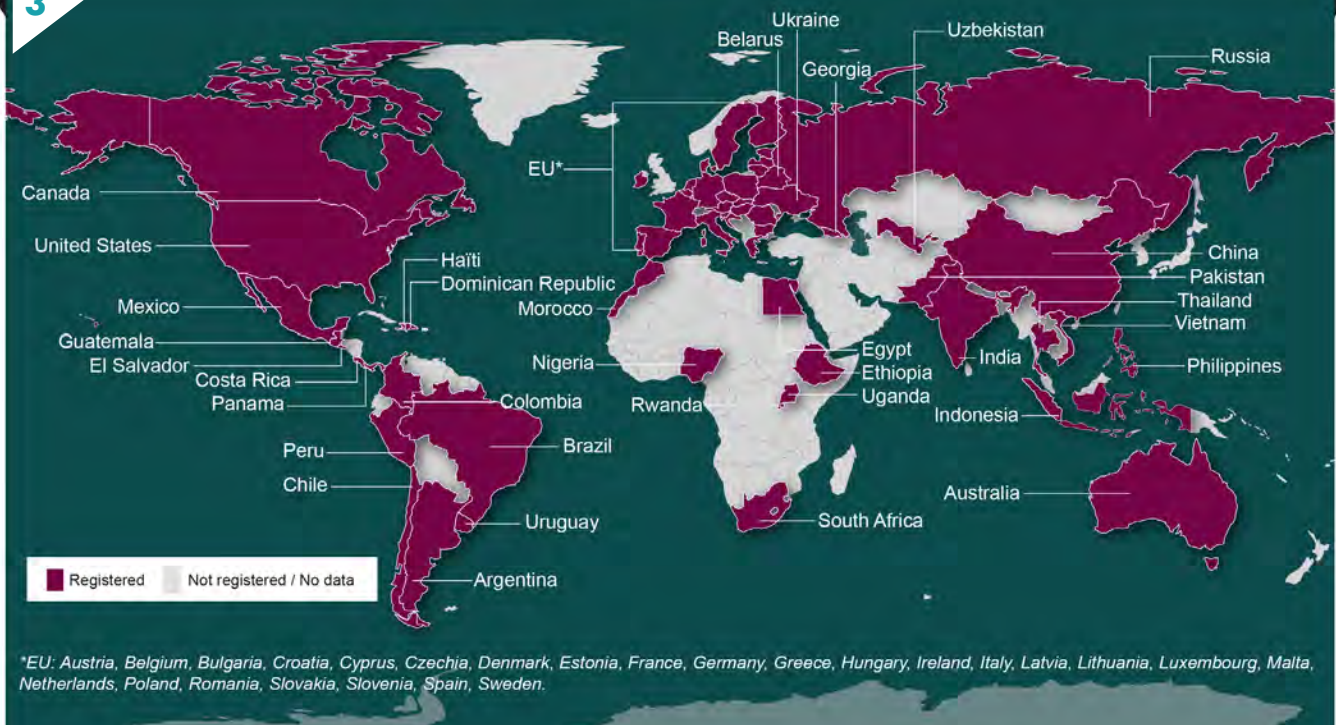 3
Ukraine
Belarus
Uzbekistan
Georgia
Russia
EU*
Canada
United States
Haïti
Dominican Republic
China
Pakistan
Mexico
Morocco
Thailand
Vietnam
Guatemala
El Salvador
Nigeria
Egypt
India
Philippines
Costa Rica
Ethiopia
Panama
Colombia
Rwanda
Uganda
Indonesia
Peru
Brazil
Chile
Australia
Uruguay
South Africa
Registered
Not registered / No data
Argentina
*EU: Austria, Belgium, Bulgaria, Croatia, Cyprus, Czechia, Denmark, Estonia, France, Germany, Greece, Hungary, Ireland, Italy, Latvia, Lithuania, Luxembourg, Malta,
Netherlands, Poland, Romania, Slovakia, Slovenia, Spain, Sweden.